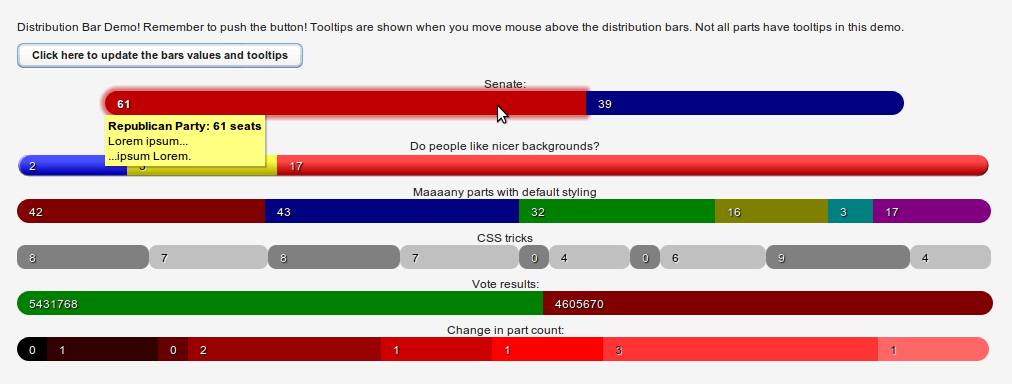 Distribution Bar Demo! Remember to push the button! Tooltips are shown when you move mouse above the distribution bars. Not all parts have tooltips in this demo.
Click here to update the bars values and tooltips
Senate:
61 39
Republican Party: 61 seats
Lorem ipsum...
...ipsum Lorem.
Do people like nicer backgrounds?
2 17
Maaaany parts with default styling
42 43 32 16 3 17
CSS tricks
8 7 8 7 0 4 0 6 9 4
Vote results:
5431768 4605670
Change in part count:
0 1 0 2 1 1 3 1